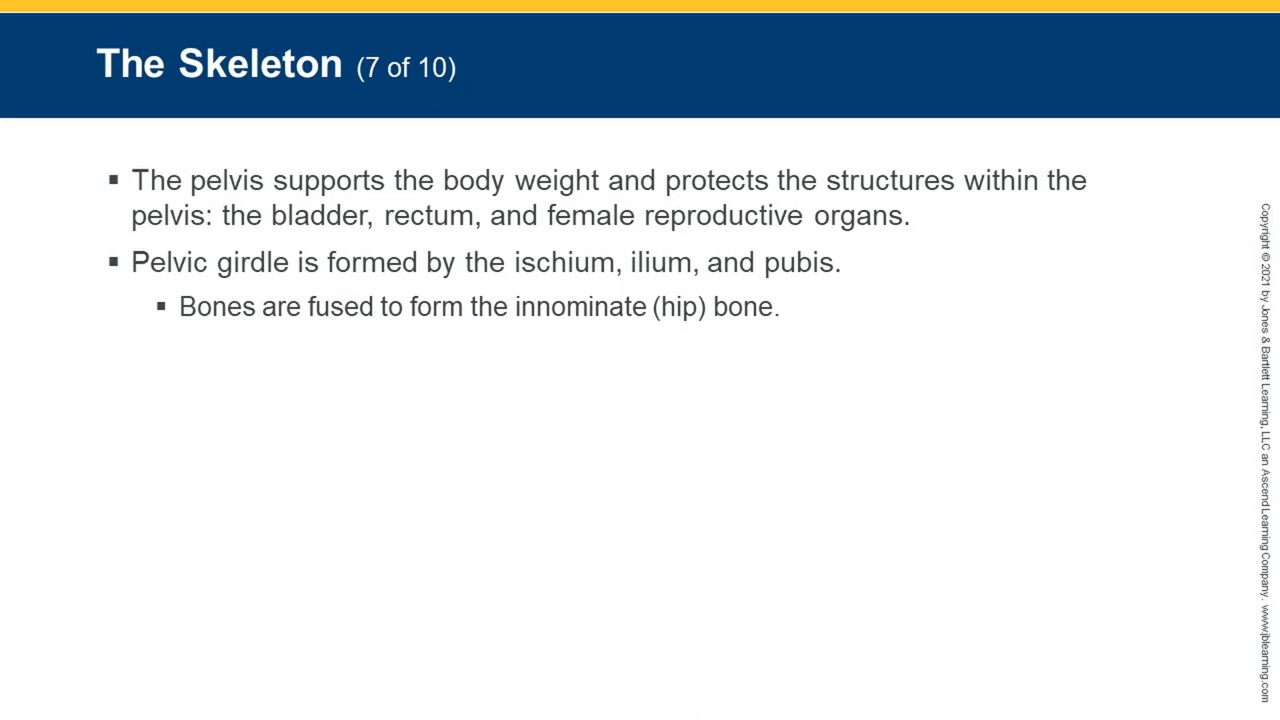 The Skeleton (7 of 10)
▪ The pelvis supports the body weight and protects the structures within the
pelvis: the bladder, rectum, and female reproductive organs.
▪ Pelvic girdle is formed by the ischium, ilium, and pubis.
▪ Bones are fused to form the innominate (hip) bone.
Copyright © 2021 by Jones & Bartlett Learning, LLC an Ascend Learning Company. www.jblearning.com